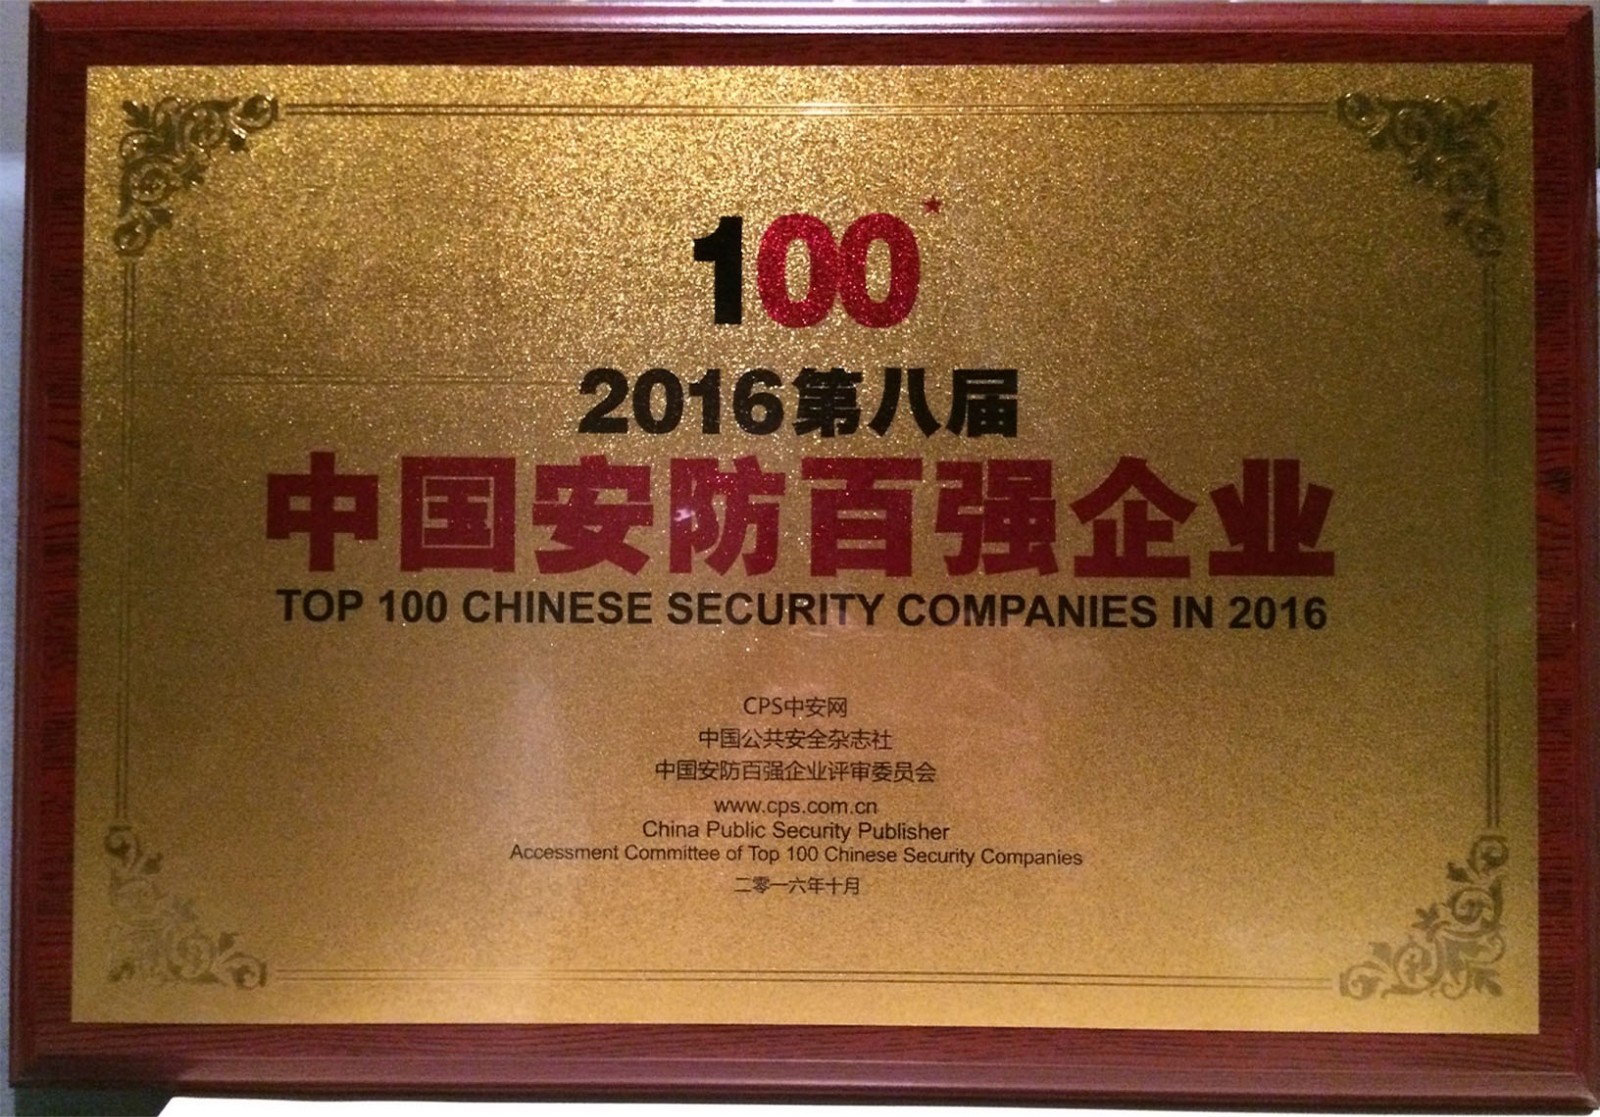 100
2016第八届
中国安防百强企业
TOP 100 CHINESE SECURITY COMPANIES IN 2016
CPS中安网
中国公共安全杂志社
中国安防百强企业评审委员会
www.cps.com.cn
China Public Security Publisher
Accessment Committee of Top 100 Chinese Security Companies
二零一六年十月